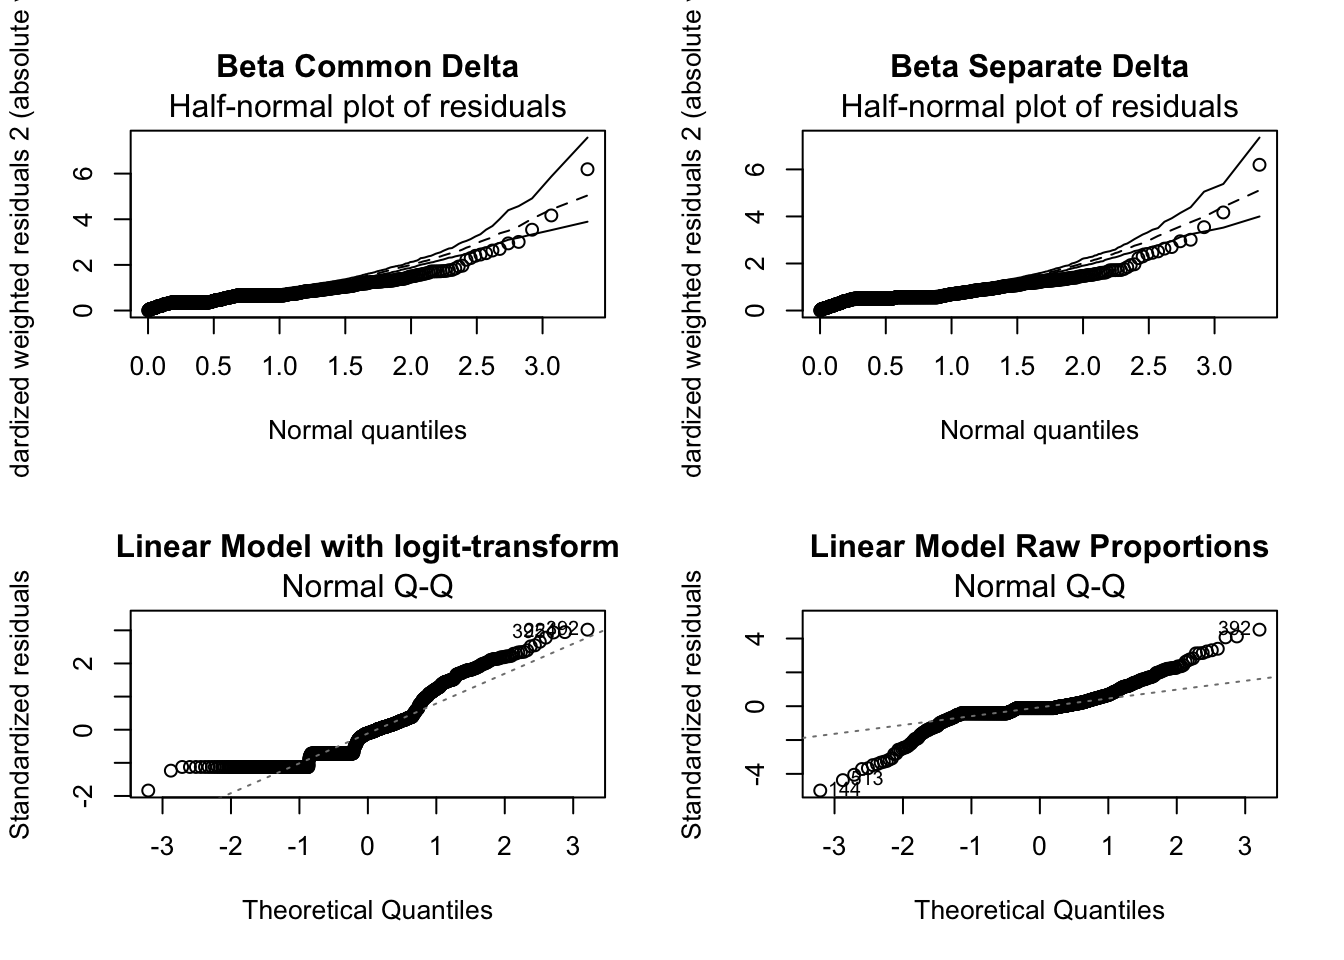 Beta Common Delta
Half-normal plot of residuals
dardized weighted residuals 2 (absolute
6
4
2
0
0.0 0.5 1.0 1.5 2.0 2.5 3.0
Normal quantiles
Beta Separate Delta
Half-normal plot of residuals
dardized weighted residuals 2 (absolute
6
4
2
0
0.0 0.5 1.0 1.5 2.0 2.5 3.0
Normal quantiles
Linear Model with logit-transform
Normal Q-Q
Standardized residuals
2
0
-2
-3 -2 -1 0 1 2 3
Theoretical Quantiles
Linear Model Raw Proportions
Normal Q-Q
Standardized residuals
392
4
0
-4
513
144
-3 -2 -1 0 1 2 3
Theoretical Quantiles